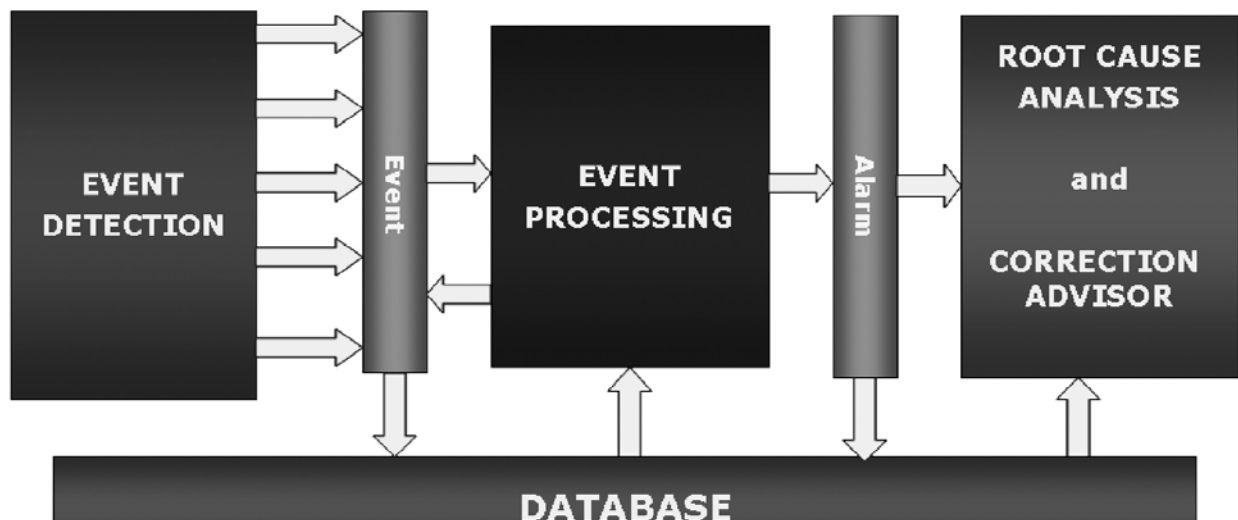 EVENT
DETECTION
Event
EVENT
PROCESSING
Alarm
ROOT CAUSE
ANALYSIS
and
CORRECTION
ADVISOR
DATABASE